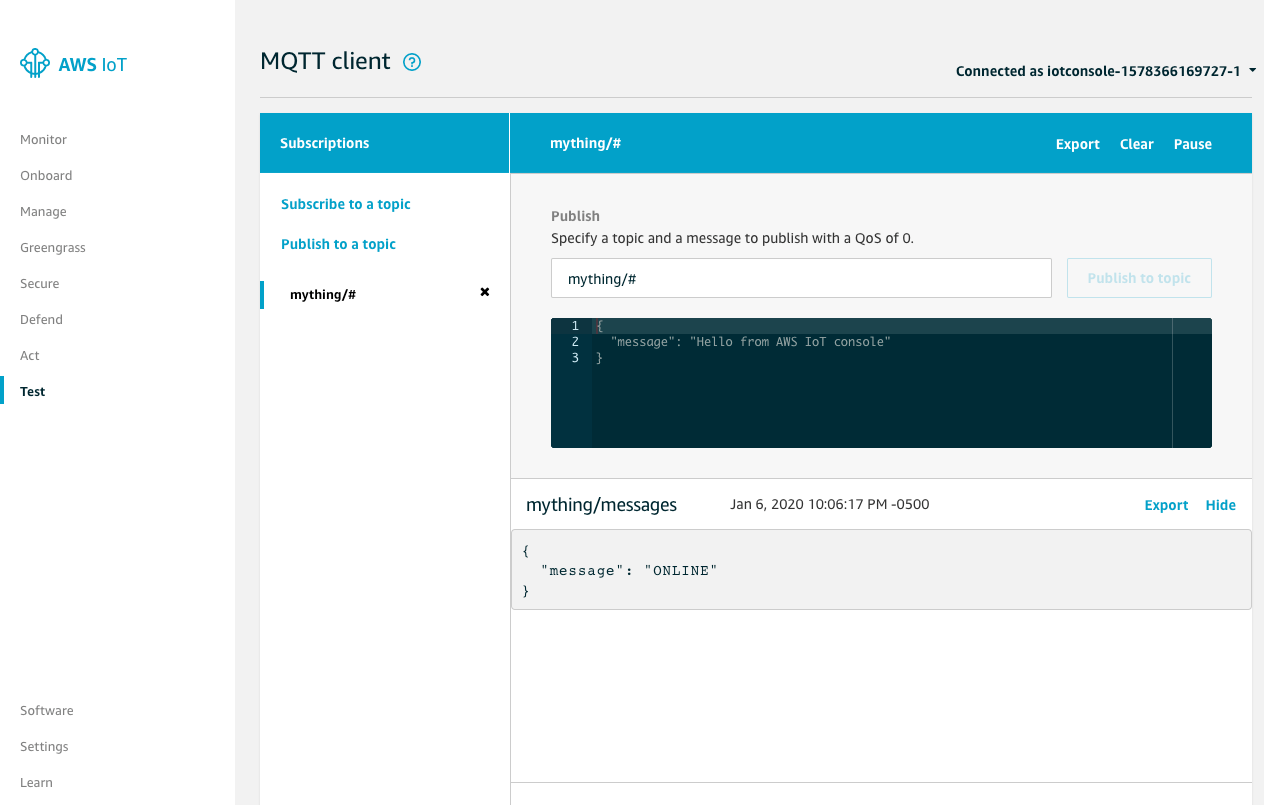 AWS IoT
Monitor
Onboard
Manage
Greengrass
Secure
Defend
Act
Test
Software
Settings
Learn
MQTT client ?
Connected as iotconsole-1578366169727-1
Subscriptions
Subscribe to a topic
Publish to a topic
mything/#
mything/# Export Clear Pause
Publish
Specify a topic and a message to publish with a QoS of 0.
mything/# Publish to topic
1 {
2 "message": "Hello from AWS IoT console"
3 }
mything/messages Jan 6, 2020 10:06:17 PM -0500 Export Hide
{
"message": "ONLINE"
}